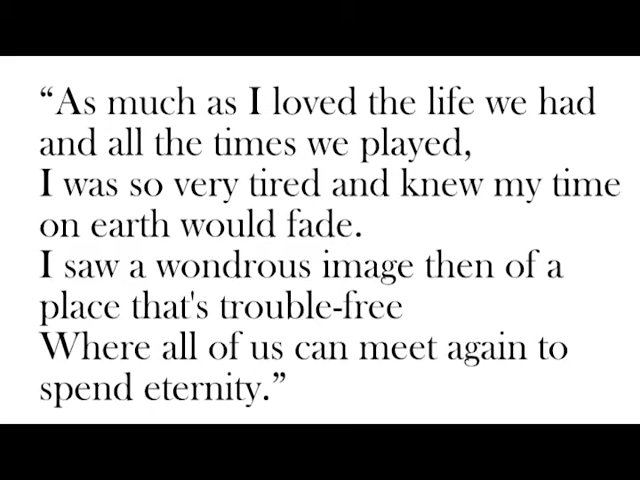 “As much as I loved the life we had
and all the times we played,
I was so very tired and knew my time
on earth would fade.
I saw a wondrous image then of a
place that's trouble-free
Where all of us can meet again to
spend eternity.”